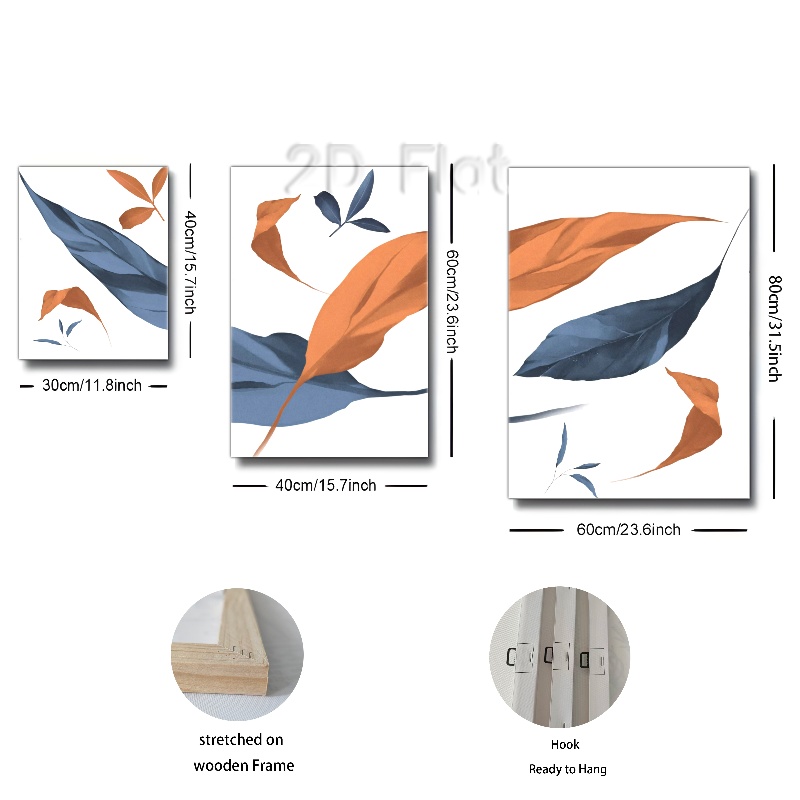 2D Flat
40cm/15.7inch
60cm/23.6inch
80cm/31.5inch
30cm/11.8inch
40cm/15.7inch
60cm/23.6inch
stretched on
wooden Frame
Hook
Ready to Hang